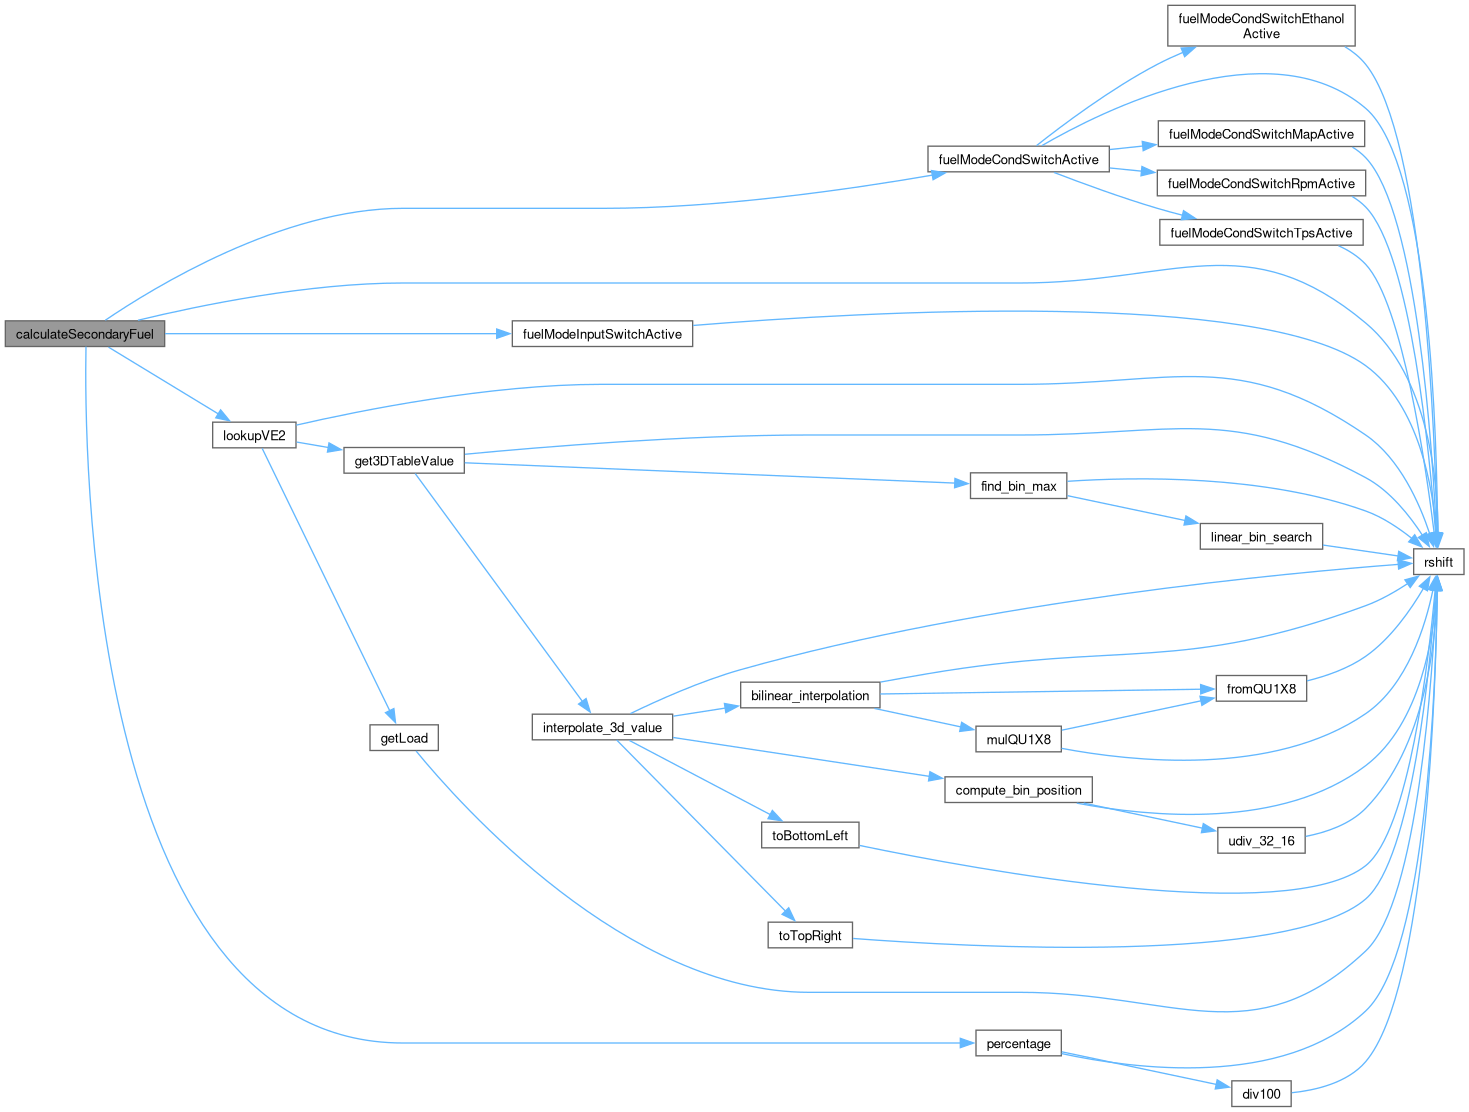 fuelModeCondSwitchEthanol
Active
fuelModeCondSwitchMapActive
fuelModeCondSwitchActive
fuelModeCondSwitchRpmActive
fuelModeCondSwitchTpsActive
calculateSecondaryFuel
fuelModeInputSwitchActive
lookupVE2
get3DTableValue
find_bin_max
linear_bin_search
rshift
fromQU1X8
bilinear_interpolation
interpolate_3d_value
getLoad
mulQU1X8
compute_bin_position
toBottomLeft
udiv_32_16
toTopRight
percentage
div100